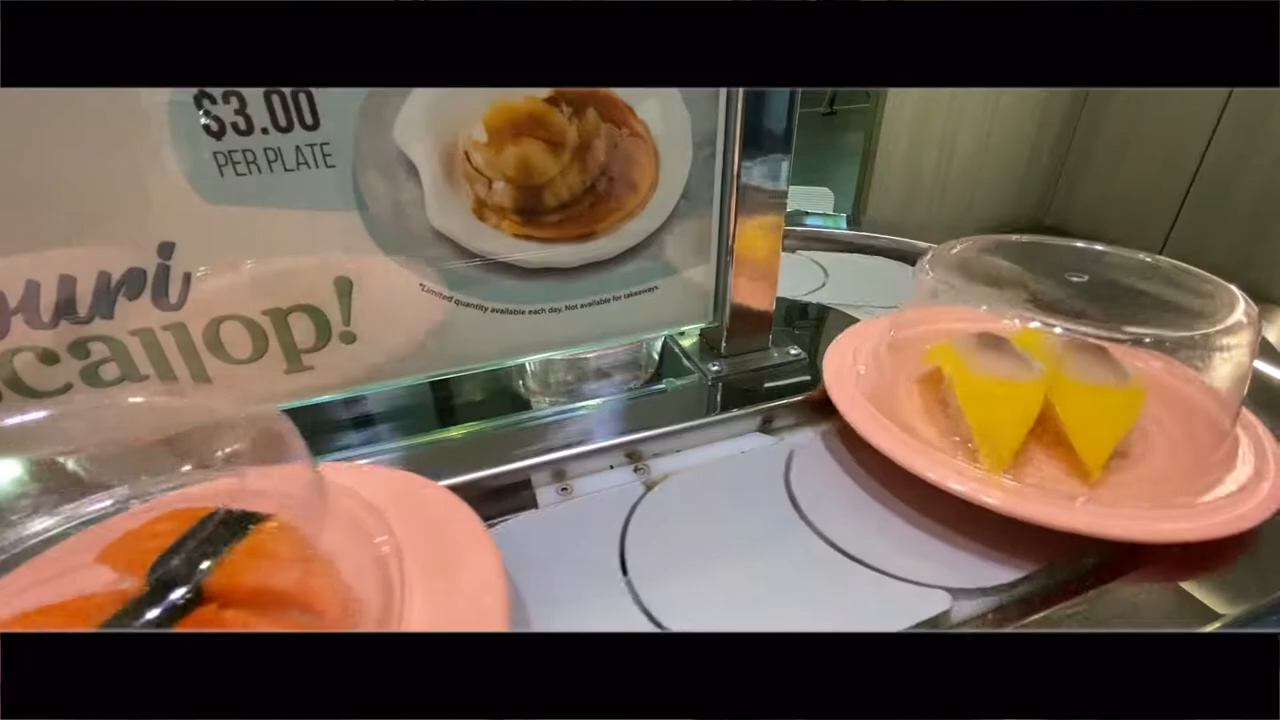 $3.00
PER PLATE
*Limited quantity available each day. Not available for takeaways.
ouri
callop!